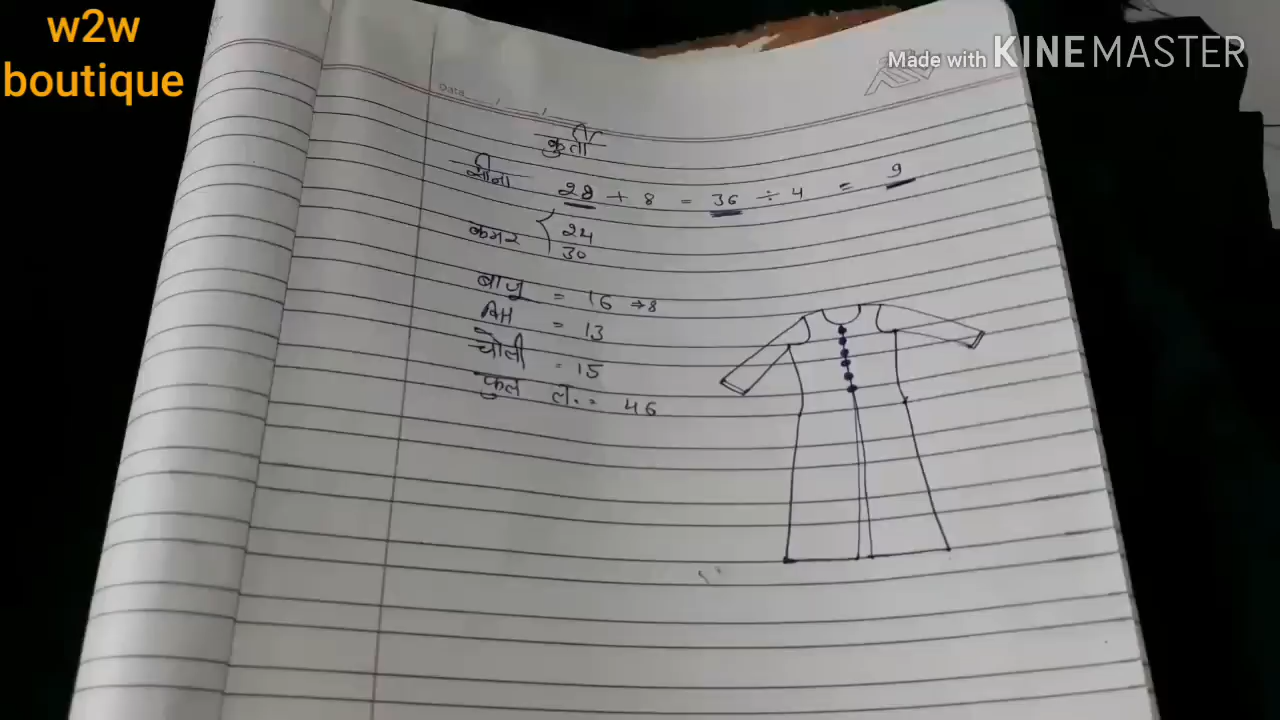 w2w
boutique
Made with KINEMASTER
Date / /
कुर्ती
सीना 28 + 8 = 36 ÷ 4 = 9
कमर { 24
30
बाजू = 16 → 8
AH = 13
चोली = 15
कुल ल. = 46